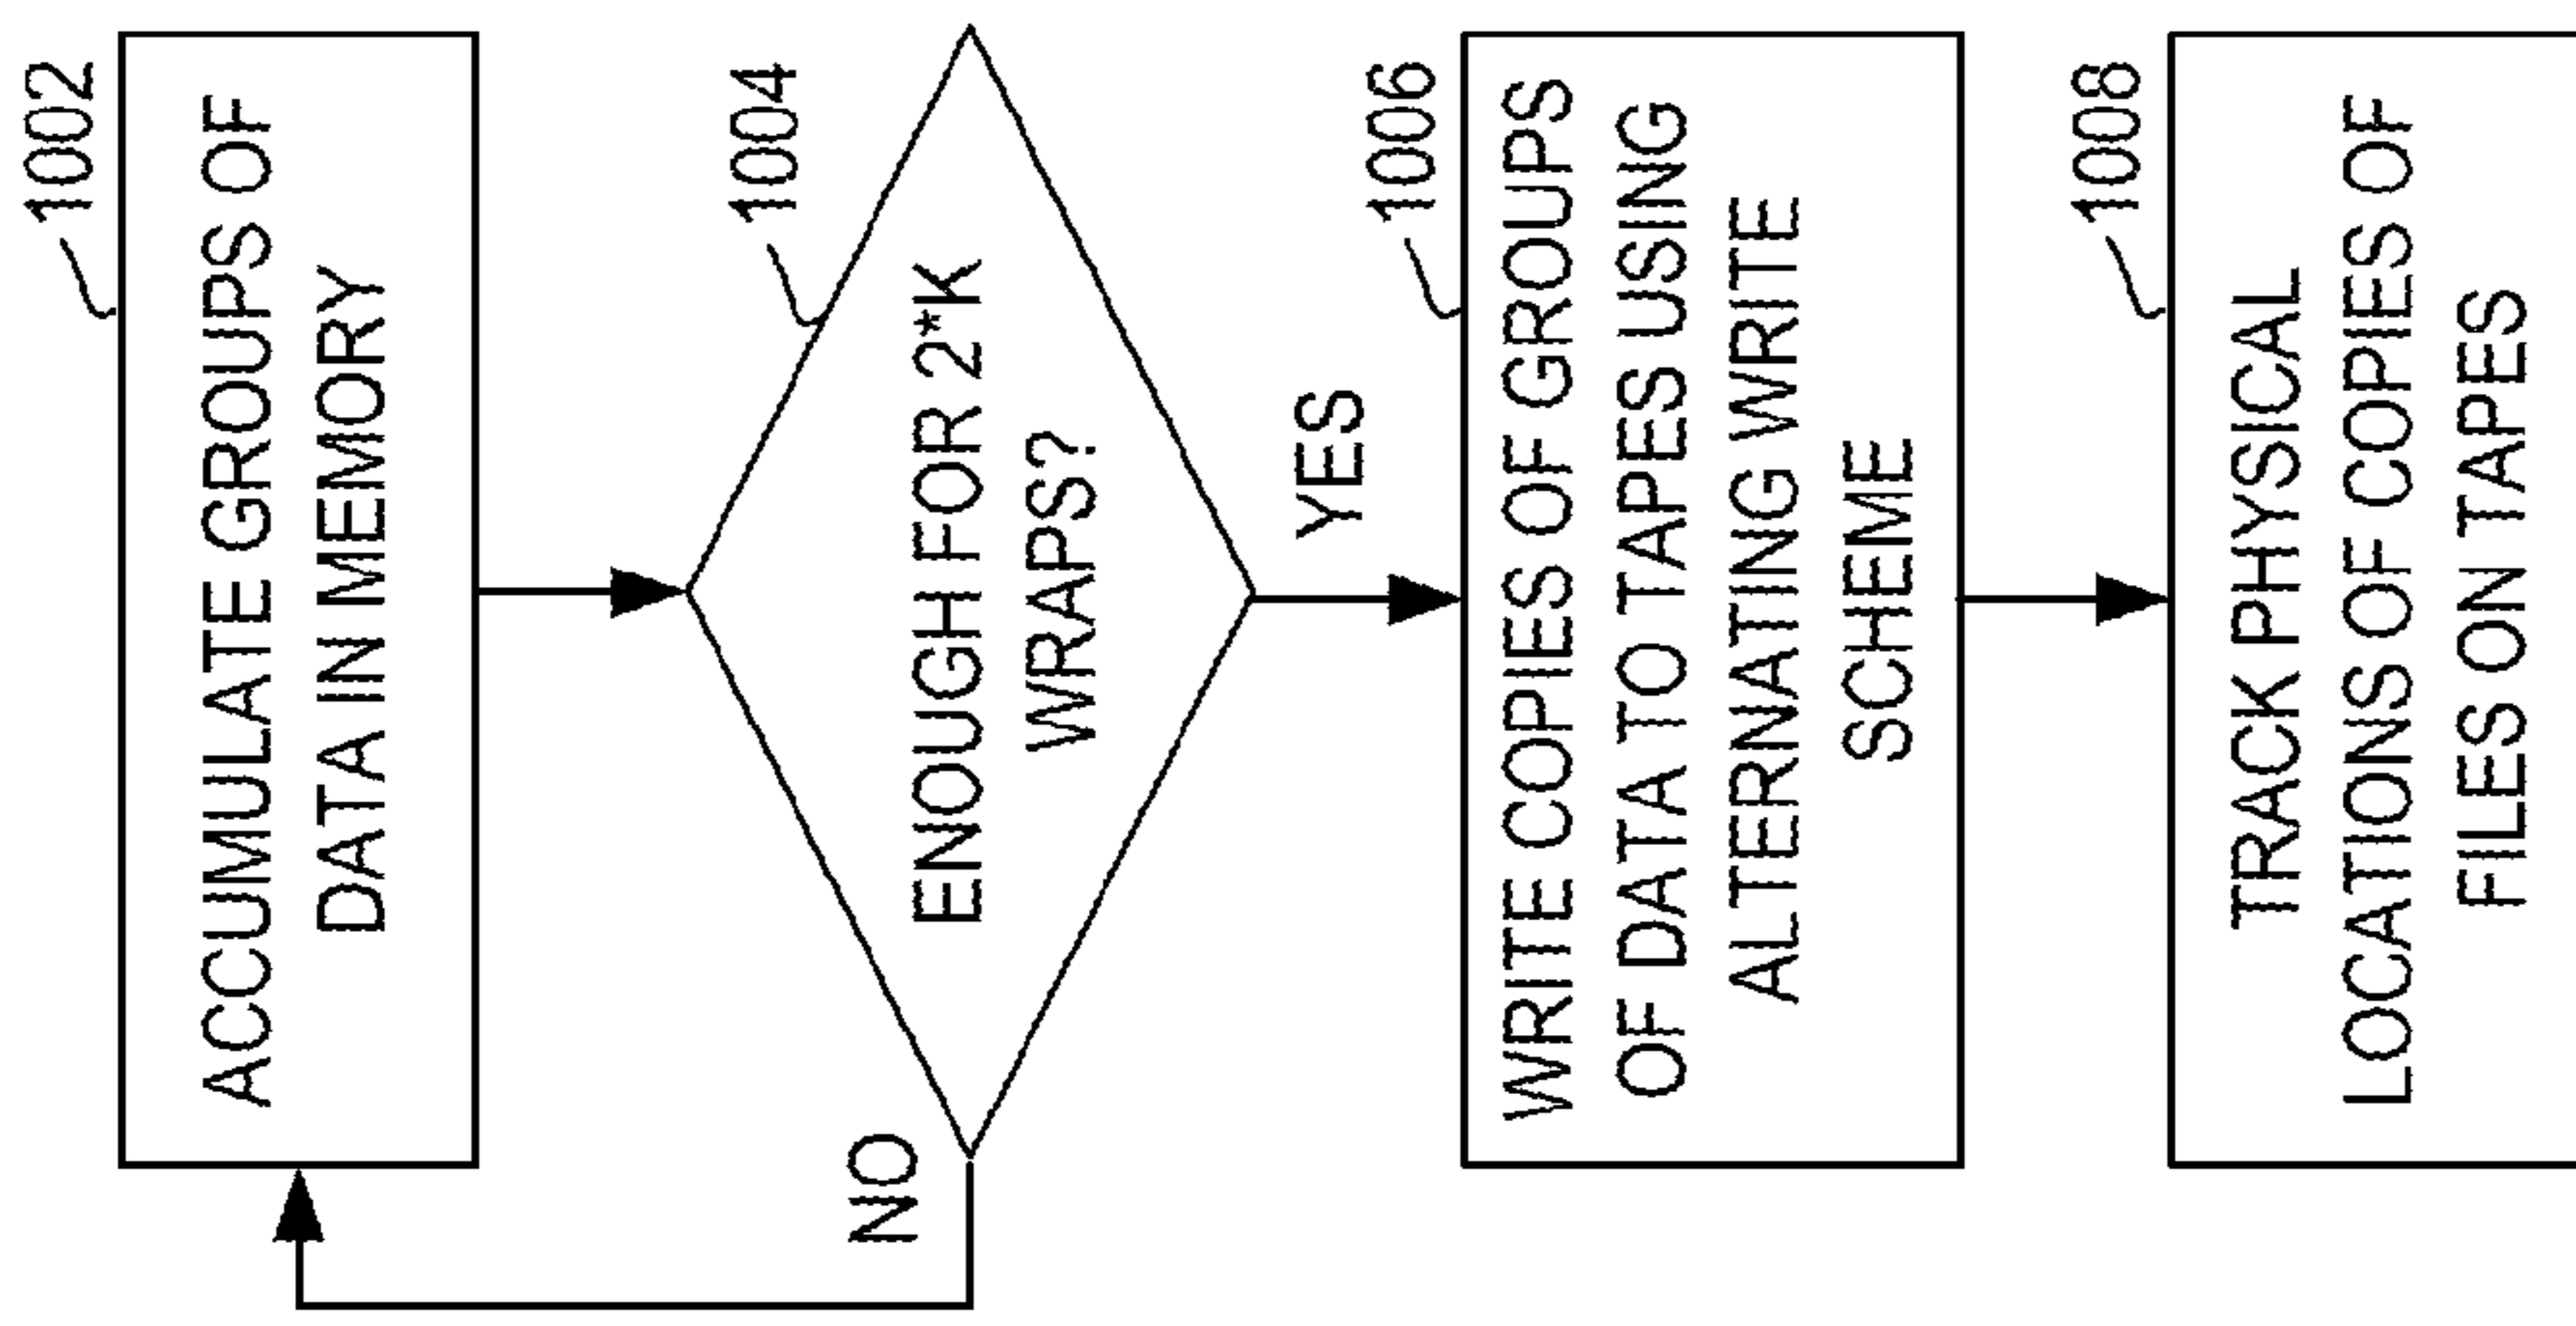 1002
ACCUMULATE GROUPS OF
DATA IN MEMORY
1004
ENOUGH FOR 2*K
WRAPS?
NO
YES
1006
WRITE COPIES OF GROUPS
OF DATA TO TAPES USING
ALTERNATING WRITE
SCHEME
1008
TRACK PHYSICAL
LOCATIONS OF COPIES OF
FILES ON TAPES